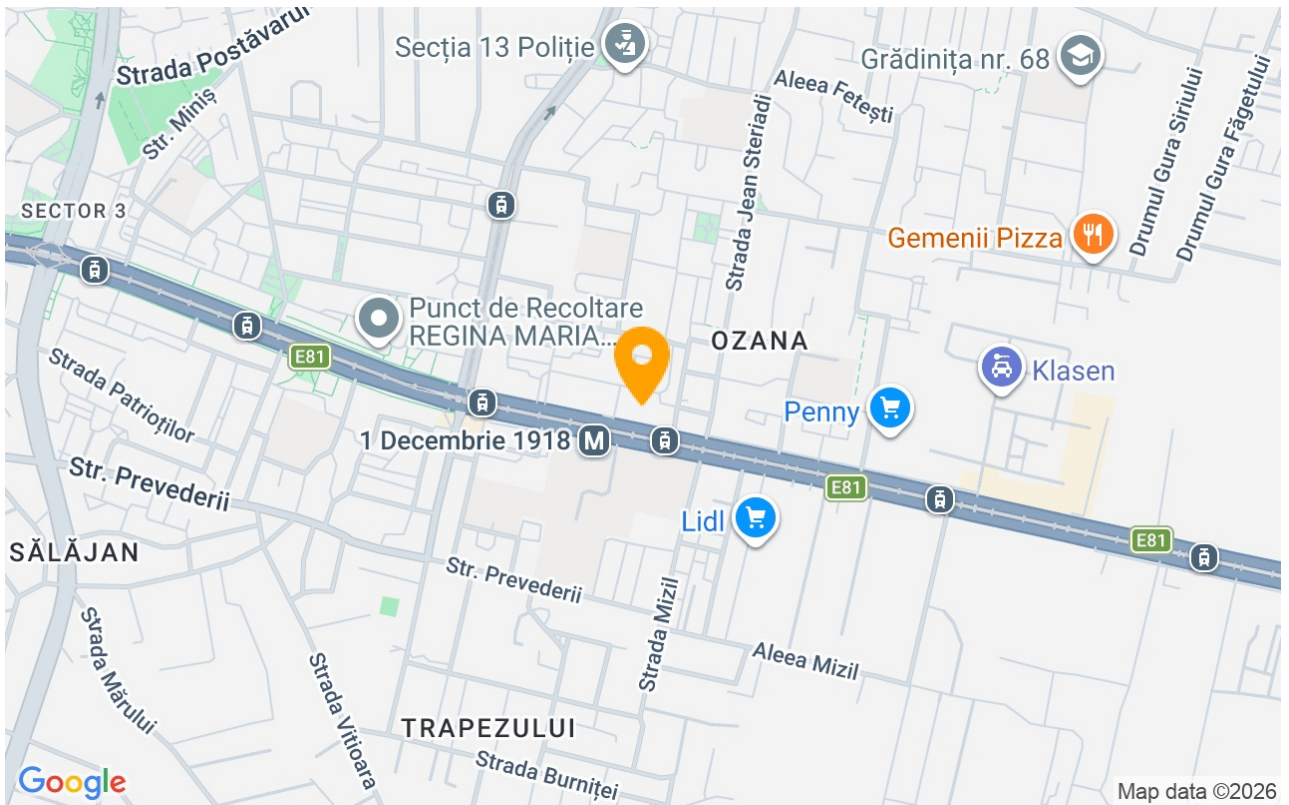 Strada Postăvarul
Secția 13 Poliție
Grădinița nr. 68
Aleea Fetești
Str. Miniș
Strada Jean Steriadi
Drumul Gura Siriului
Drumul Gura Făgetului
SECTOR 3
Gemenii Pizza
Punct de Recoltare
REGINA MARIA...
OZANA
E81
Klasen
Strada Patrioților
Penny
1 Decembrie 1918
M
Str. Prevederii
E81
Lidl
E81
SĂLĂJAN
Str. Prevederii
Strada Mizil
Strada Mărului
Aleea Mizil
Strada Vitioara
TRAPEZULUI
Strada Burniței
Google
Map data ©2026